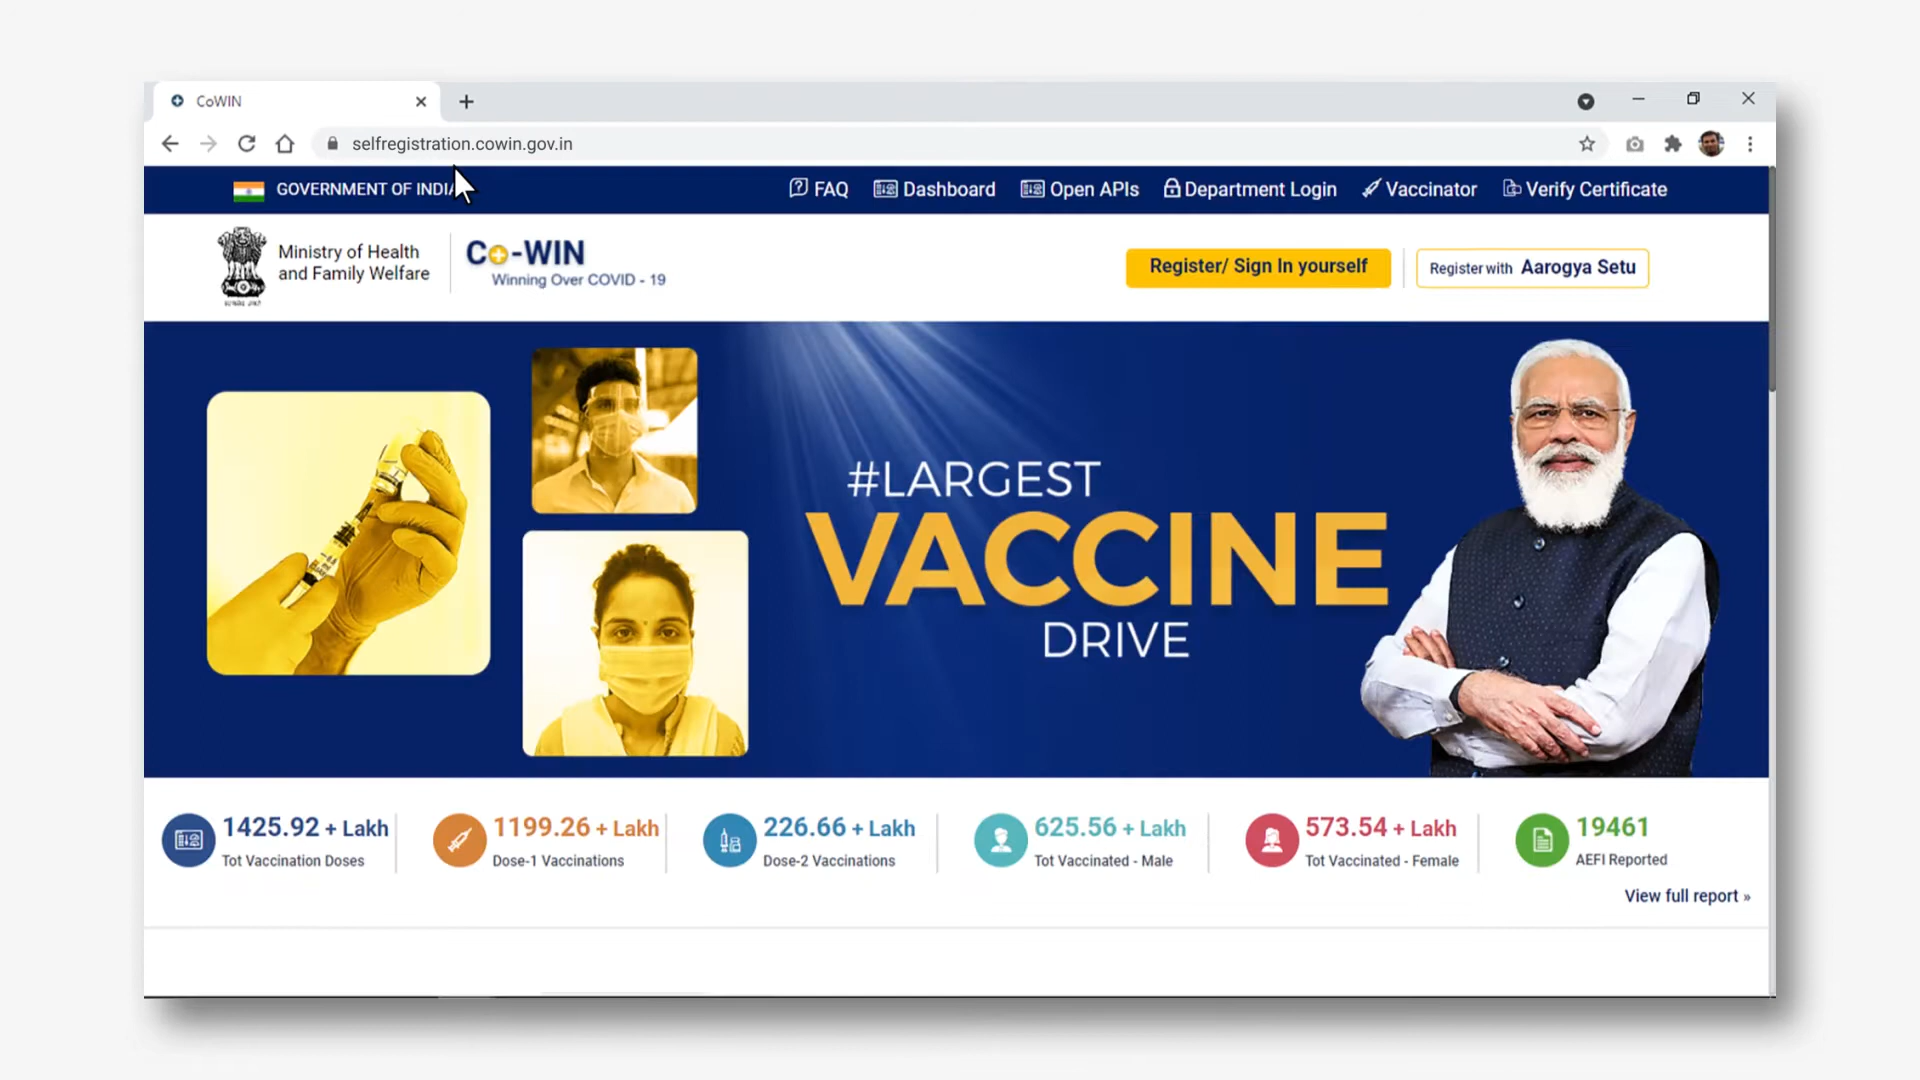 CoWIN
selfregistration.cowin.gov.in
GOVERNMENT OF INDIA
FAQ
Dashboard
Open APIs
Department Login
Vaccinator
Verify Certificate
Ministry of Health
and Family Welfare
Co-WIN
Winning Over COVID - 19
Register/ Sign In yourself
Register with Aarogya Setu
#LARGEST
VACCINE
DRIVE
1425.92 + Lakh
Tot Vaccination Doses
1199.26 + Lakh
Dose-1 Vaccinations
226.66 + Lakh
Dose-2 Vaccinations
625.56 + Lakh
Tot Vaccinated - Male
573.54 + Lakh
Tot Vaccinated - Female
19461
AEFI Reported
View full report »